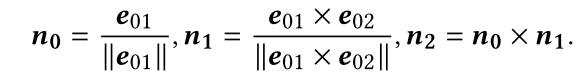 n₀ = e₀₁ / ‖e₀₁‖, n₁ = e₀₁ × e₀₂ / ‖e₀₁ × e₀₂‖, n₂ = n₀ × n₁.